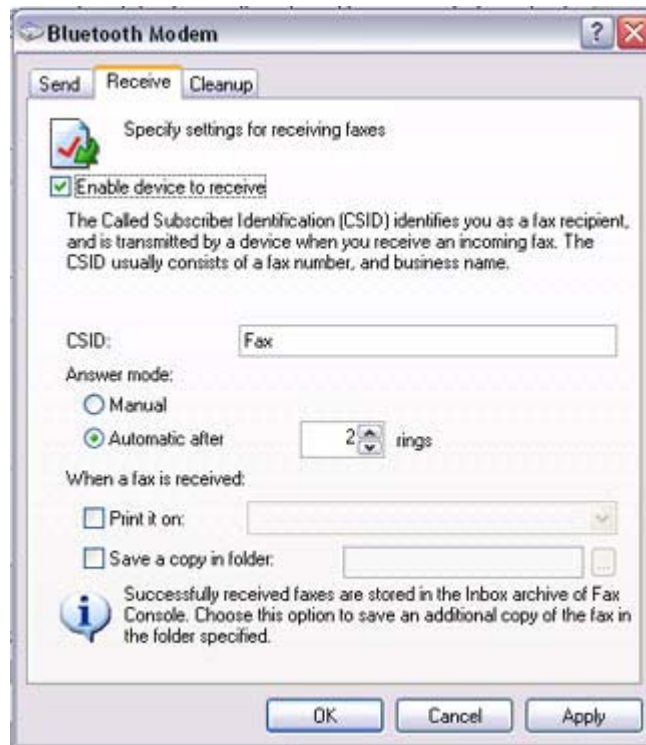 Bluetooth Modem
Send Receive Cleanup
Specify settings for receiving faxes
Enable device to receive
The Called Subscriber Identification (CSID) identifies you as a fax recipient,
and is transmitted by a device when you receive an incoming fax. The
CSID usually consists of a fax number, and business name.
CSID: Fax
Answer mode:
Manual
Automatic after 2 rings
When a fax is received:
Print it on:
Save a copy in folder: ...
Successfully received faxes are stored in the Inbox archive of Fax
Console. Choose this option to save an additional copy of the fax in
the folder specified.
OK Cancel Apply